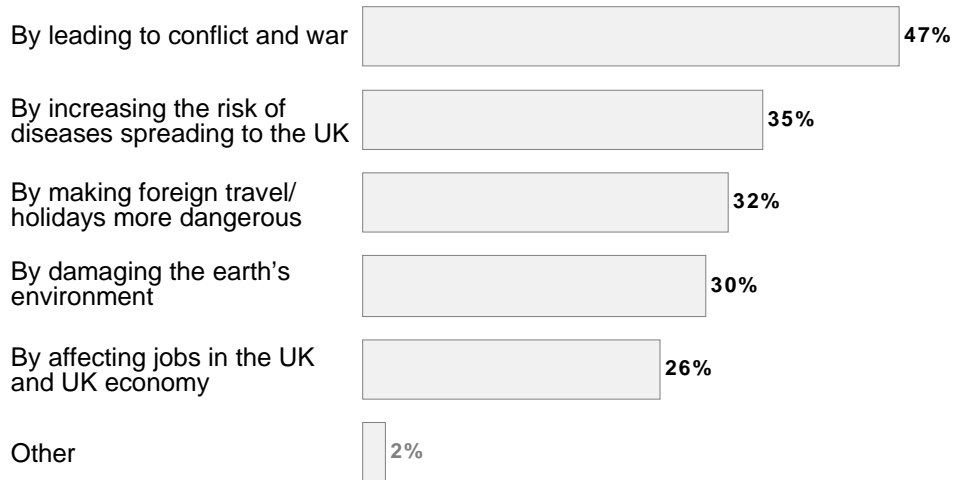 By leading to conflict and war 47%
By increasing the risk of
diseases spreading to the UK 35%
By making foreign travel/
holidays more dangerous 32%
By damaging the earth’s
environment 30%
By affecting jobs in the UK
and UK economy 26%
Other 2%